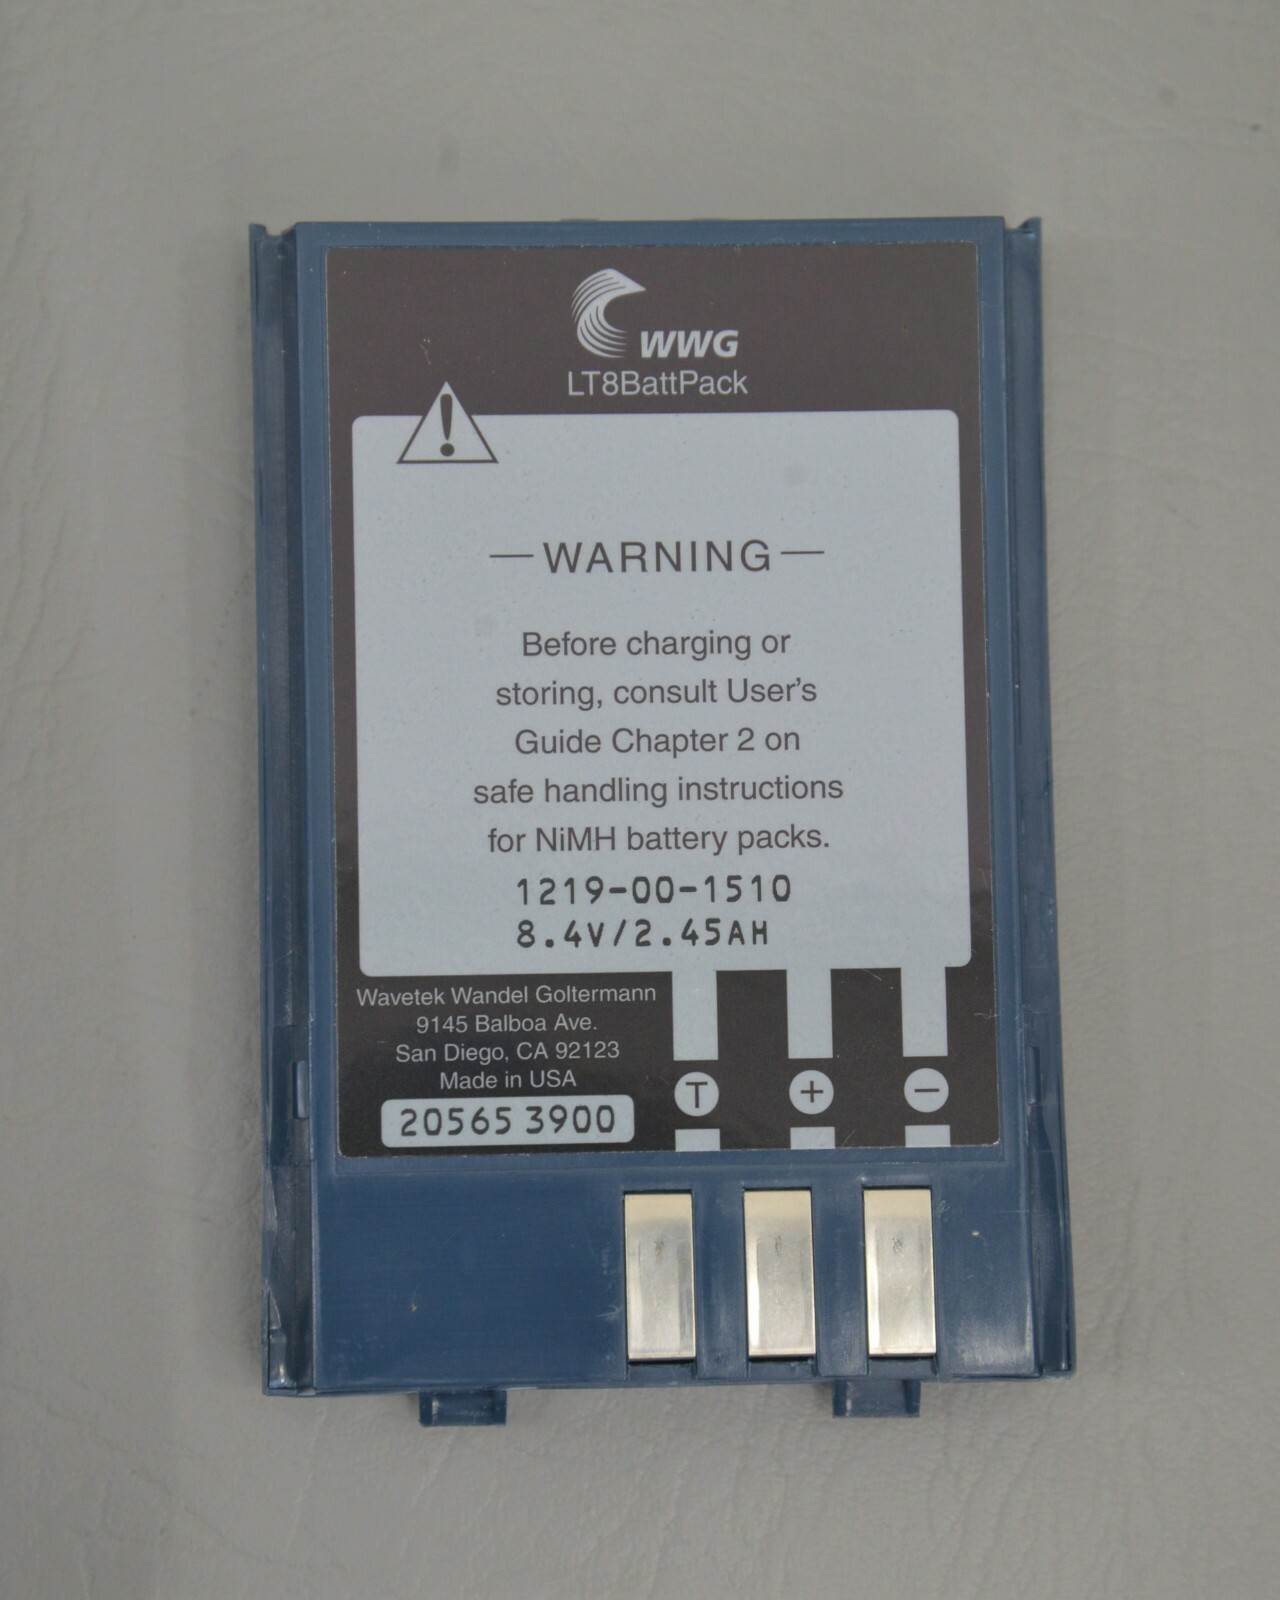 WWG
LT8BattPack
WARNING
Before charging or
storing, consult User's
Guide Chapter 2 on
safe handling instructions
for NiMH battery packs.
1219-00-1510
8.4V/2.45AH
Wavetek Wandel Goltermann
9145 Balboa Ave.
San Diego, CA 92123
Made in USA
20565 3900
T + −